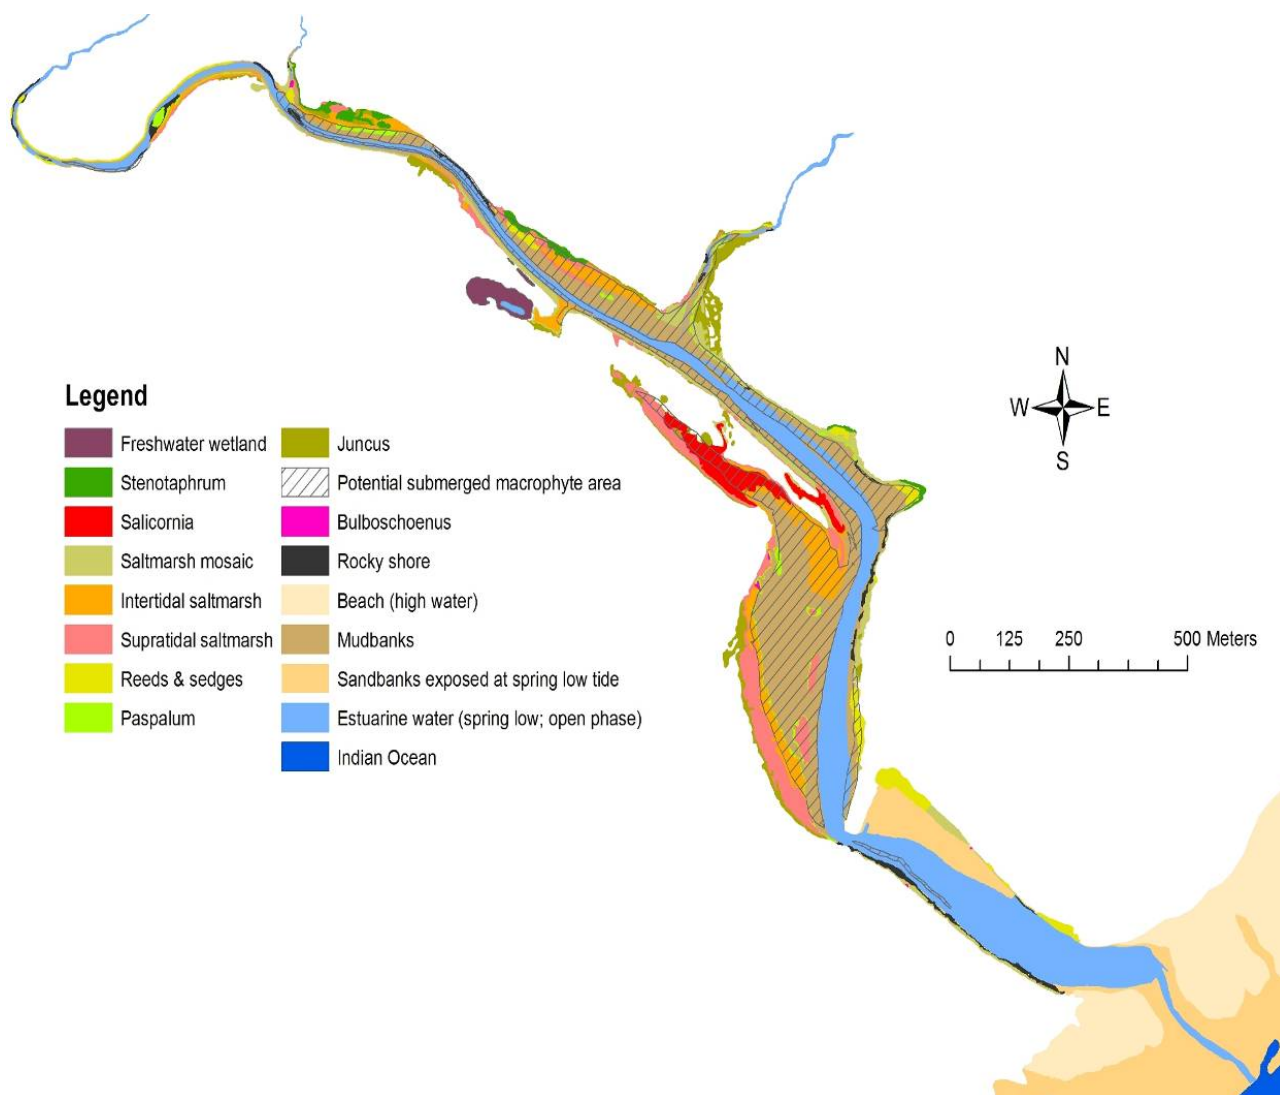 N
W E
S
Legend
Freshwater wetland
Stenotaphrum
Salicornia
Saltmarsh mosaic
Intertidal saltmarsh
Supratidal saltmarsh
Reeds & sedges
Paspalum
Juncus
Potential submerged macrophyte area
Bulboschoenus
Rocky shore
Beach (high water)
Mudbanks
Sandbanks exposed at spring low tide
Estuarine water (spring low; open phase)
Indian Ocean
0 125 250 500 Meters